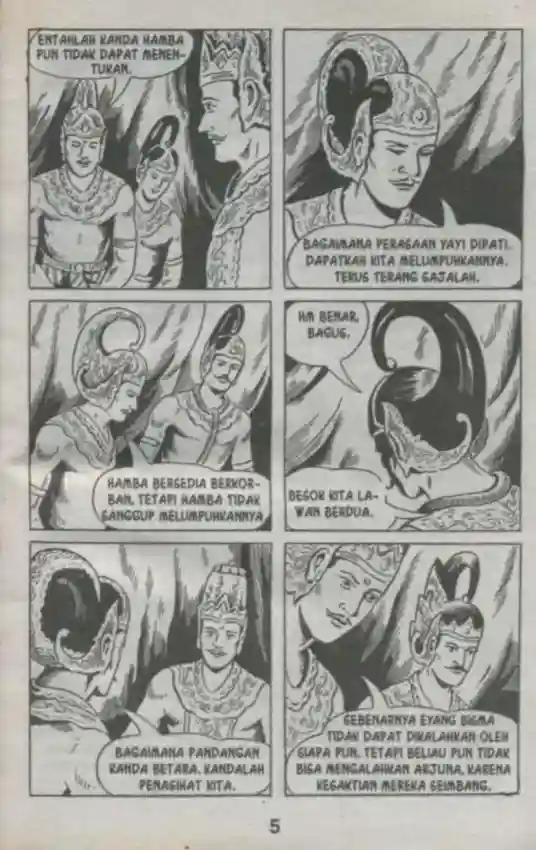 ENTAHLAH KANDA HAMBA
PUN TIDAK DAPAT MENEN-
TUKAN.
BAGAIMANA PERASAAN YAYI DIPATI.
DAPATKAH KITA MELUMPUHKANNYA.
TERUS TERANG SAJALAH.
HAMBA BERSEDIA BERKOR-
BAN, TETAPI HAMBA TIDAK
SANGGUP MELUMPUHKANNYA
HM BENAR,
BAGUS.
BESOK KITA LA-
WAN BERDUA.
BAGAIMANA PANDANGAN
KANDA BETARA. KANDALAH
PENASIHAT KITA.
SEBENARNYA EYANG BISMA
TIDAK DAPAT DIKALAHKAN OLEH
SIAPA PUN. TETAPI BELIAU PUN TIDAK
BISA MENGALAHKAN ARJUNA, KARENA
KESAKTIAN MEREKA SEIMBANG.
5